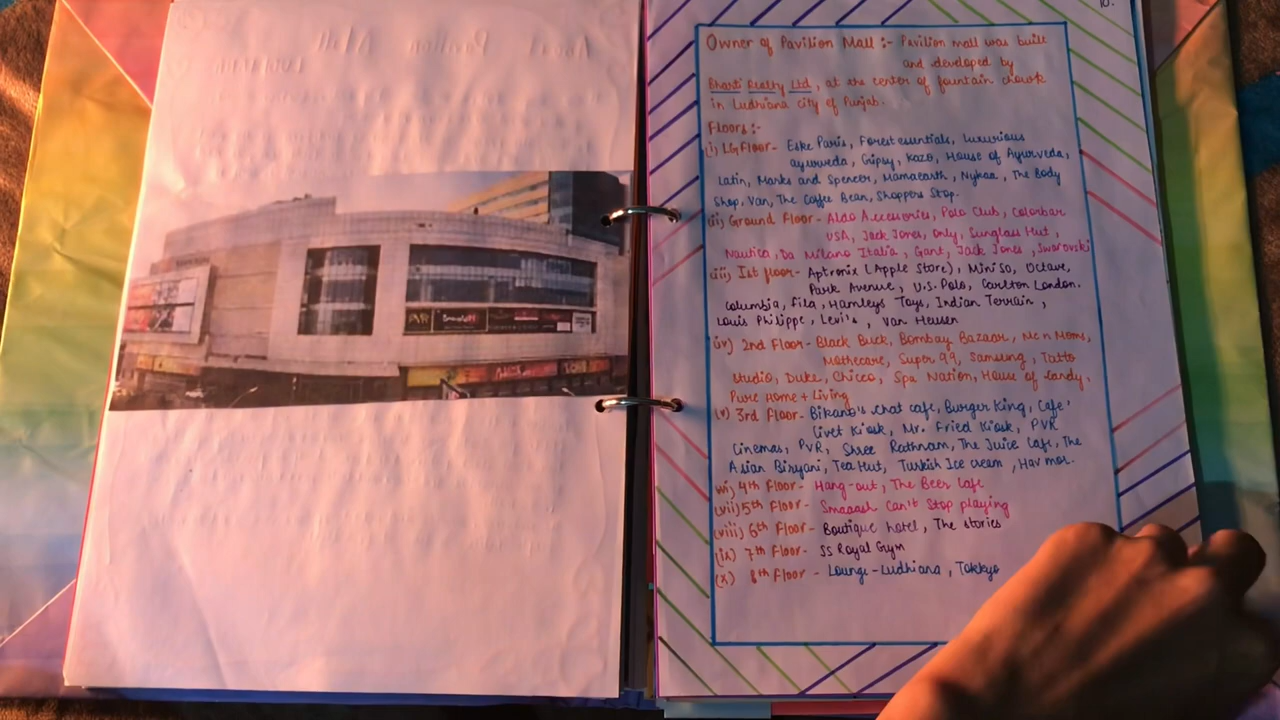 10.
Owner of Pavilion Mall :- Pavilion mall was built
and developed by
Bharti Realty Ltd, at the center of fountain chowk
in Ludhiana city of Punjab.
Floors :-
(i) LG Floor - Eske Paris, Forest essentials, luxurious
ayurveda, Gipsy, Kazo, House of Ayurveda,
Latin, Marks and Spencer, Mamaearth, Nykaa, The Body
Shop, Van, The Coffee Bean, Shoppers Stop.
(ii) Ground Floor - Aldo Accessories, Polo Club, Colorbar
USA, Jack Jones, Only, Sunglass Hut,
Nautica, Da Milano Italia, Gant, Jack Jones, Swarovski
(iii) Ist floor - Aptronix (Apple Store), MiniSo, Octave,
Park Avenue, U.S. Polo, Carlton London.
Columbia, Fila, Hamleys Toys, Indian Terrain,
Louis Philippe, Levi's, Van Heusen
(iv) 2nd Floor - Black Buck, Bombay Bazaar, Me n Moms,
Mothecare, Super 99, Samsung, Tatto
Studio, Duke, Chicco, Spa Nation, House of Candy,
Pure Home + Living
(v) 3rd Floor - Bikano's chat cafe, Burger King, Cafe'
Civet Kiosk, Mr. Fried Kiosk, PVR
Cinemas, PVR, Shree Rathnam, The Juice Cafe, The
Asian Biryani, Tea Hut, Turkish Ice cream, Havmor.
(vi) 4th Floor - Hang-out, The Beer Cafe
(vii) 5th Floor - Smaaash Can't Stop playing
(viii) 6th Floor - Boutique hotel, The stories
(ix) 7th Floor - SS Royal Gym
(x) 8th Floor - Lounge-Ludhiana, Tokkyo
PVR